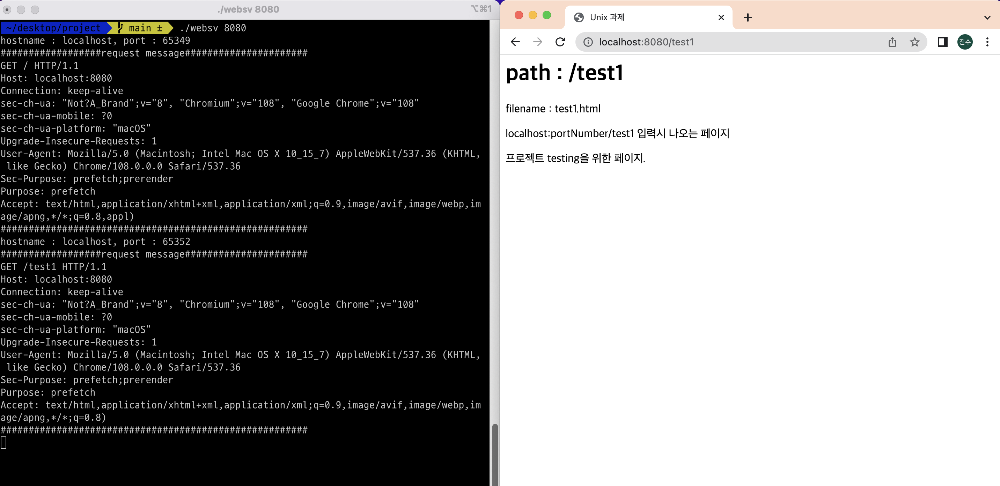 ./websv 8080
⌥⌘1
~/desktop/project main ± ./websv 8080
hostname : localhost, port : 65349
##################request message######################
GET / HTTP/1.1
Host: localhost:8080
Connection: keep-alive
sec-ch-ua: "Not?A_Brand";v="8", "Chromium";v="108", "Google Chrome";v="108"
sec-ch-ua-mobile: ?0
sec-ch-ua-platform: "macOS"
Upgrade-Insecure-Requests: 1
User-Agent: Mozilla/5.0 (Macintosh; Intel Mac OS X 10_15_7) AppleWebKit/537.36 (KHTML,
like Gecko) Chrome/108.0.0.0 Safari/537.36
Sec-Purpose: prefetch;prerender
Purpose: prefetch
Accept: text/html,application/xhtml+xml,application/xml;q=0.9,image/avif,image/webp,im
age/apng,*/*;q=0.8,appl)
#######################################################
hostname : localhost, port : 65352
##################request message######################
GET /test1 HTTP/1.1
Host: localhost:8080
Connection: keep-alive
sec-ch-ua: "Not?A_Brand";v="8", "Chromium";v="108", "Google Chrome";v="108"
sec-ch-ua-mobile: ?0
sec-ch-ua-platform: "macOS"
Upgrade-Insecure-Requests: 1
User-Agent: Mozilla/5.0 (Macintosh; Intel Mac OS X 10_15_7) AppleWebKit/537.36 (KHTML,
like Gecko) Chrome/108.0.0.0 Safari/537.36
Sec-Purpose: prefetch;prerender
Purpose: prefetch
Accept: text/html,application/xhtml+xml,application/xml;q=0.9,image/avif,image/webp,im
age/apng,*/*;q=0.8)
#######################################################
Unix 과제
localhost:8080/test1
진수
path : /test1
filename : test1.html
localhost:portNumber/test1 입력시 나오는 페이지
프로젝트 testing을 위한 페이지.